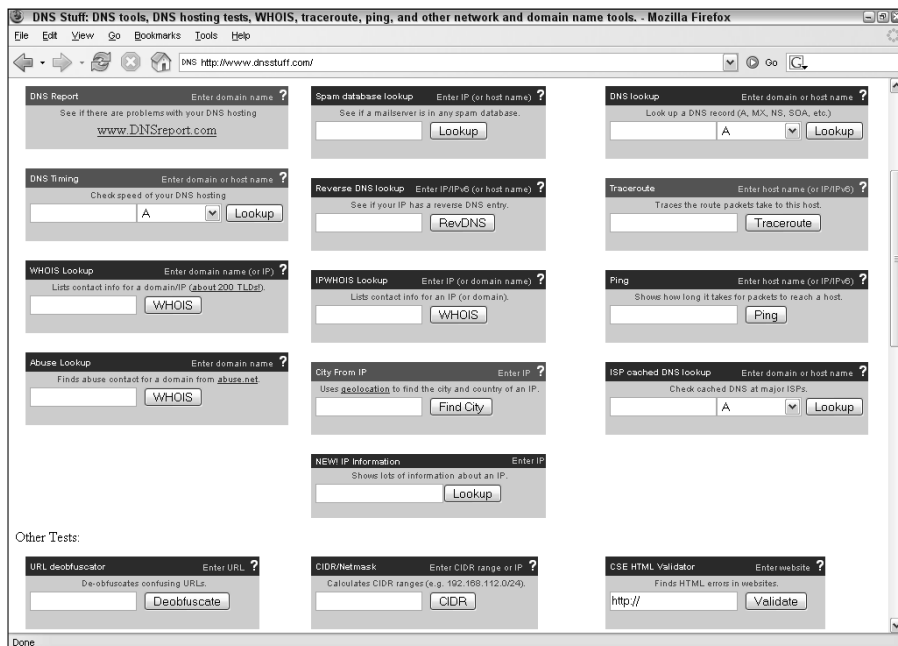 DNS Stuff: DNS tools, DNS hosting tests, WHOIS, traceroute, ping, and other network and domain name tools. - Mozilla Firefox
File Edit View Go Bookmarks Tools Help
DNS http://www.dnsstuff.com/ Go G
DNS Report Enter domain name ?
See if there are problems with your DNS hosting
www.DNSreport.com
Spam database lookup Enter IP (or host name) ?
See if a mailserver is in any spam database.
Lookup
DNS lookup Enter domain or host name ?
Look up a DNS record (A, MX, NS, SOA, etc.)
A Lookup
DNS Timing Enter domain or host name ?
Check speed of your DNS hosting
A Lookup
Reverse DNS lookup Enter IP/IPv6 (or host name) ?
See if your IP has a reverse DNS entry.
RevDNS
Traceroute Enter host name (or IP/IPv6) ?
Traces the route packets take to this host.
Traceroute
WHOIS Lookup Enter domain name (or IP) ?
Lists contact info for a domain/IP (about 200 TLDs!).
WHOIS
IPWHOIS Lookup Enter IP (or domain name) ?
Lists contact info for an IP (or domain).
WHOIS
Ping Enter host name (or IP/IPv6) ?
Shows how long it takes for packets to reach a host.
Ping
Abuse Lookup Enter domain name ?
Finds abuse contact for a domain from abuse.net.
WHOIS
City From IP Enter IP ?
Uses geolocation to find the city and country of an IP.
Find City
ISP cached DNS lookup Enter domain or host name ?
Check cached DNS at major ISPs.
A Lookup
NEW! IP Information Enter IP
Shows lots of information about an IP.
Lookup
Other Tests:
URL deobfuscator Enter URL ?
De-obfuscates confusing URLs.
Deobfuscate
CIDR/Netmask Enter CIDR range or IP ?
Calculates CIDR ranges (e.g. 192.168.112.0/24).
CIDR
CSE HTML Validator Enter website ?
Finds HTML errors in websites.
http:// Validate
Done